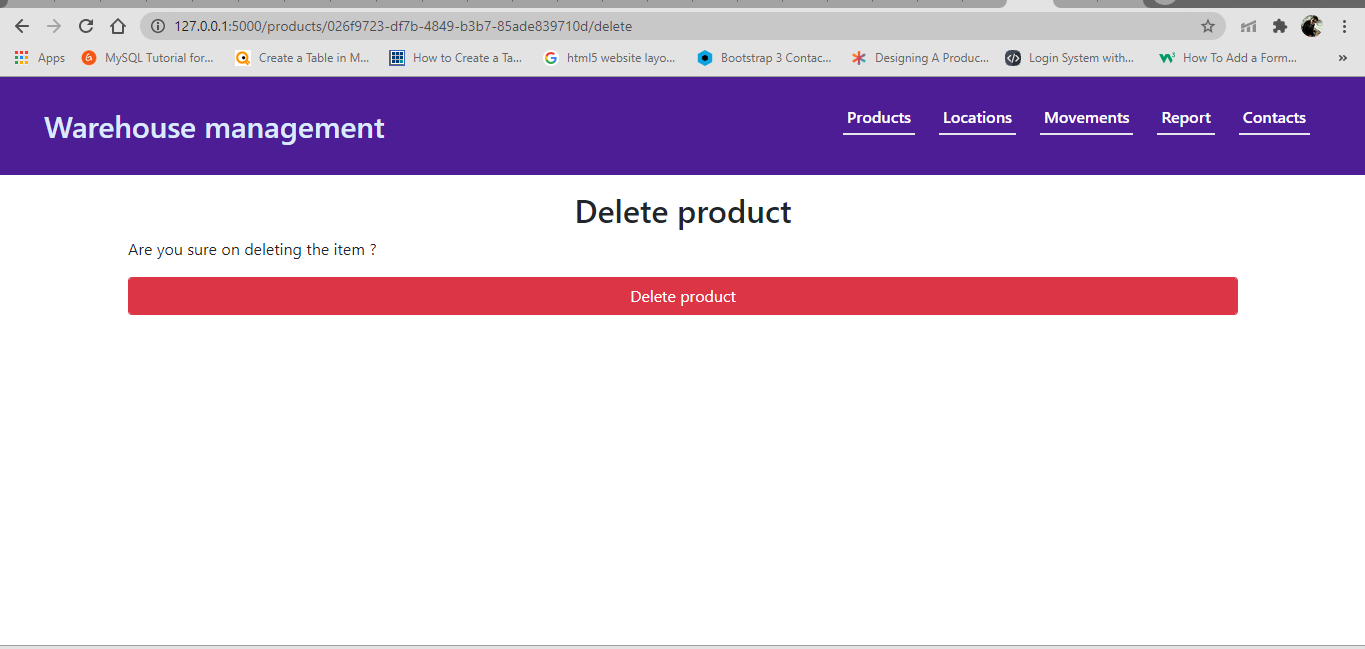 127.0.0.1:5000/products/026f9723-df7b-4849-b3b7-85ade839710d/delete
Apps MySQL Tutorial for... Create a Table in M... How to Create a Ta... html5 website layo... Bootstrap 3 Contac... Designing A Produc... Login System with... How To Add a Form... »
Warehouse management Products Locations Movements Report Contacts
Delete product
Are you sure on deleting the item ?
Delete product